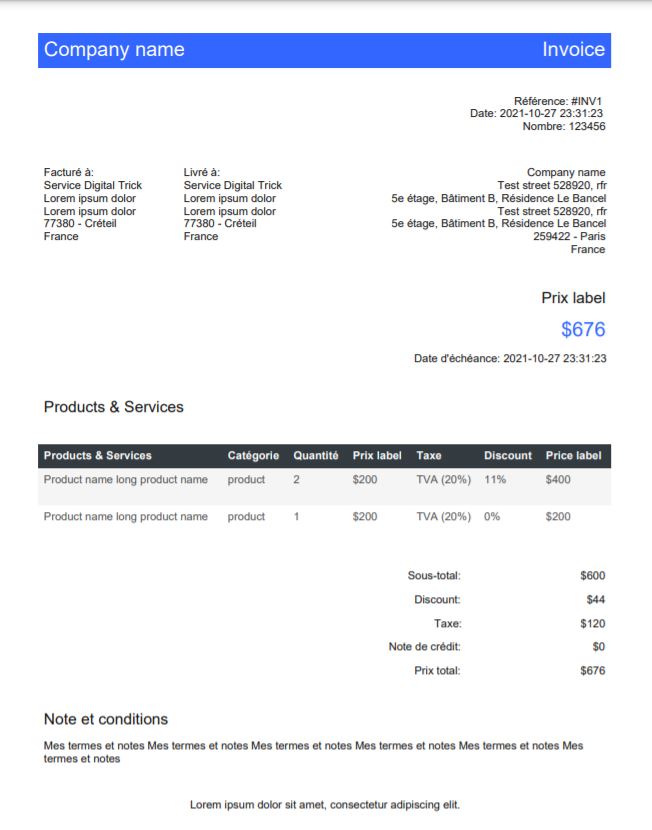 Company name Invoice
Référence: #INV1
Date: 2021-10-27 23:31:23
Nombre: 123456
Facturé à:
Service Digital Trick
Lorem ipsum dolor
Lorem ipsum dolor
77380 - Créteil
France
Livré à:
Service Digital Trick
Lorem ipsum dolor
Lorem ipsum dolor
77380 - Créteil
France
Company name
Test street 528920, rfr
5e étage, Bâtiment B, Résidence Le Bancel
Test street 528920, rfr
5e étage, Bâtiment B, Résidence Le Bancel
259422 - Paris
France
Prix label
$676
Date d'échéance: 2021-10-27 23:31:23
Products & Services
Products & Services Catégorie Quantité Prix label Taxe Discount Price label
Product name long product name product 2 $200 TVA (20%) 11% $400
Product name long product name product 1 $200 TVA (20%) 0% $200
Sous-total: $600
Discount: $44
Taxe: $120
Note de crédit: $0
Prix total: $676
Note et conditions
Mes termes et notes Mes termes et notes Mes termes et notes Mes termes et notes Mes termes et notes Mes
termes et notes
Lorem ipsum dolor sit amet, consectetur adipiscing elit.